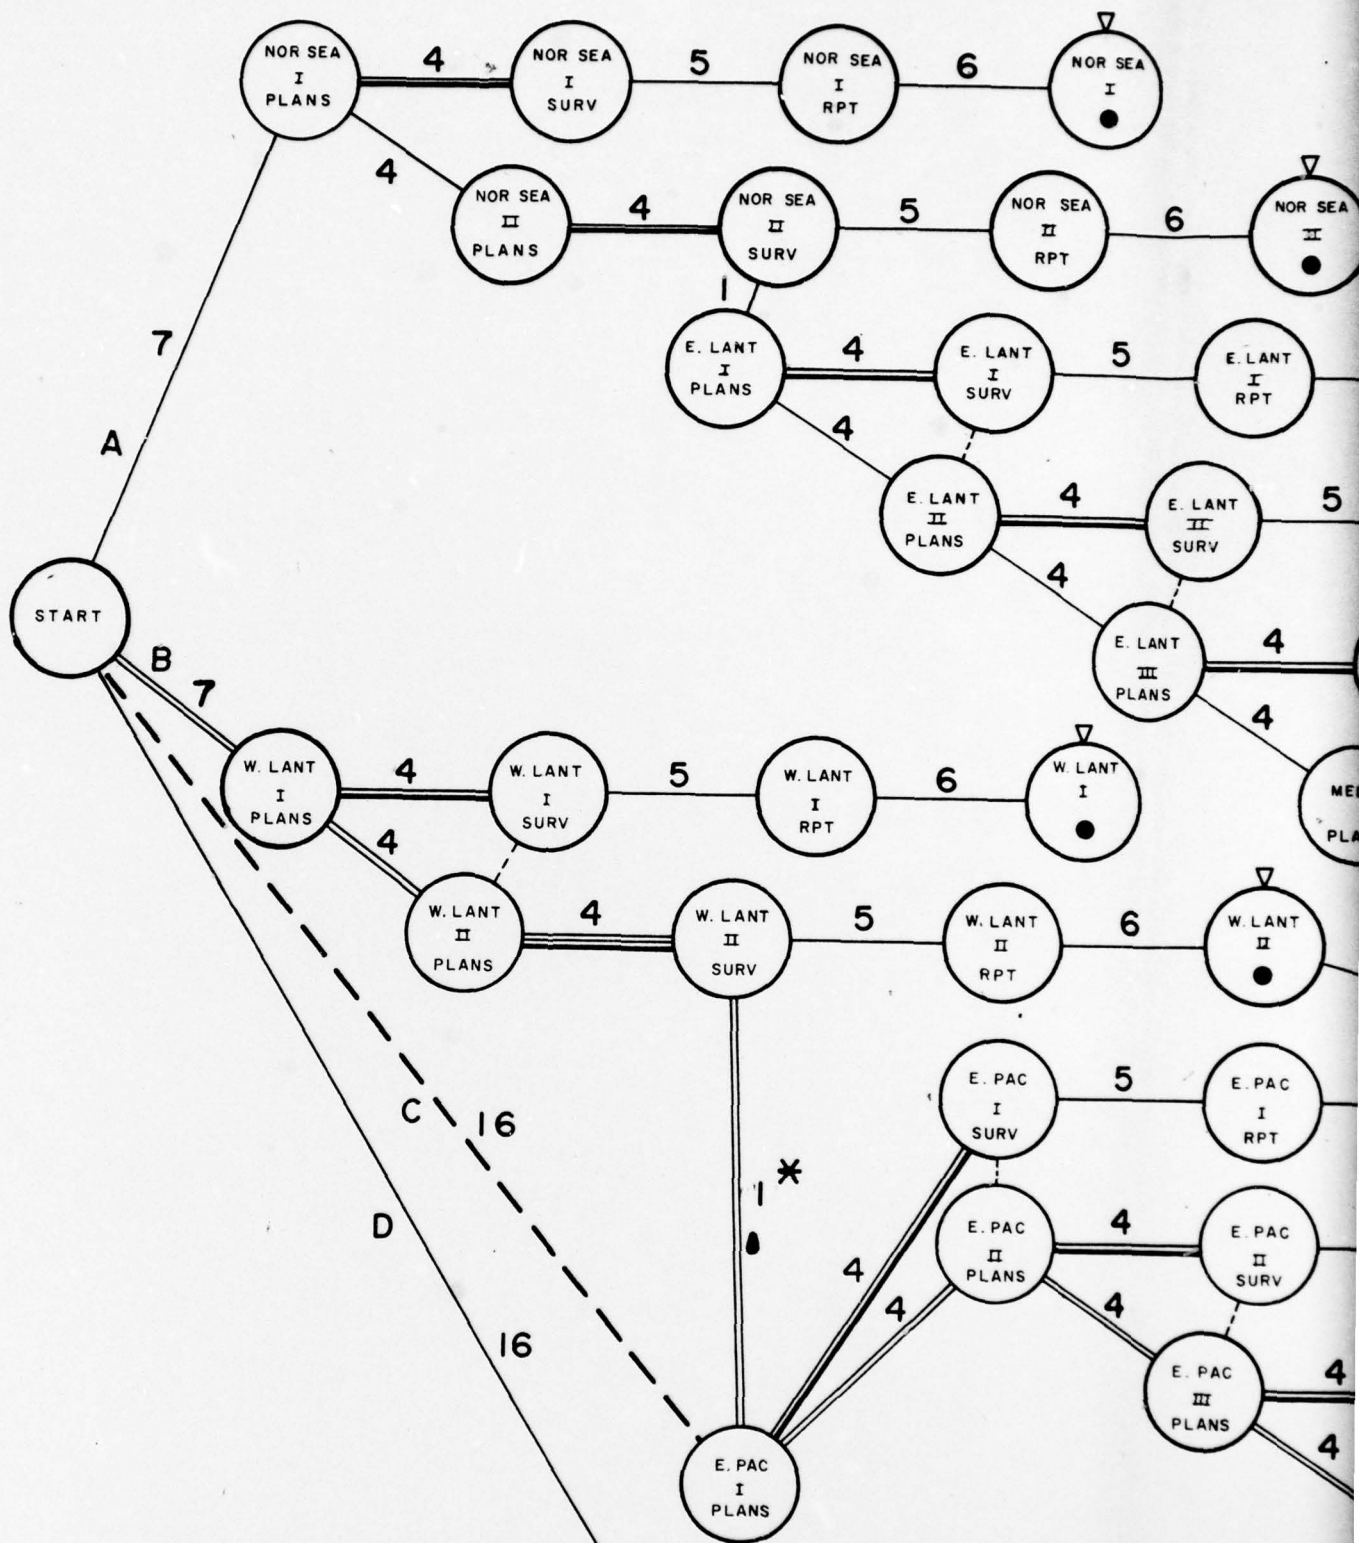 NOR SEA
I
PLANS
4
NOR SEA
I
SURV
5
NOR SEA
I
RPT
6
NOR SEA
I
4
NOR SEA
II
PLANS
4
NOR SEA
II
SURV
5
NOR SEA
II
RPT
6
NOR SEA
II
1
7
A
E. LANT
I
PLANS
4
E. LANT
I
SURV
5
E. LANT
I
RPT
4
E. LANT
II
PLANS
4
E. LANT
II
SURV
5
4
E. LANT
III
PLANS
4
4
START
B
7
W. LANT
I
PLANS
4
W. LANT
I
SURV
5
W. LANT
I
RPT
6
W. LANT
I
4
W. LANT
II
PLANS
4
W. LANT
II
SURV
5
W. LANT
II
RPT
6
W. LANT
II
C
16
D
16
1 *
E. PAC
I
SURV
5
E. PAC
I
RPT
4
4
E. PAC
II
PLANS
4
E. PAC
II
SURV
4
E. PAC
III
PLANS
4
4
E. PAC
I
PLANS